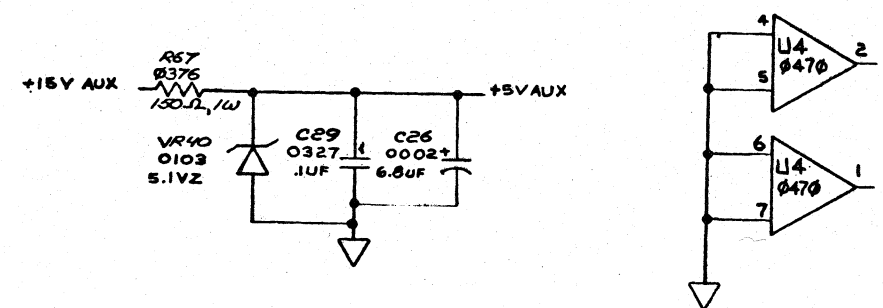 R67
Ø376
+15V AUX
150Ω, 1W
+5V AUX
VR40
0103
5.1VZ
C29
0327
.1UF
C26
0002+
6.8UF
4
5
U4
Ø47Ø
2
6
7
U4
Ø47Ø
1